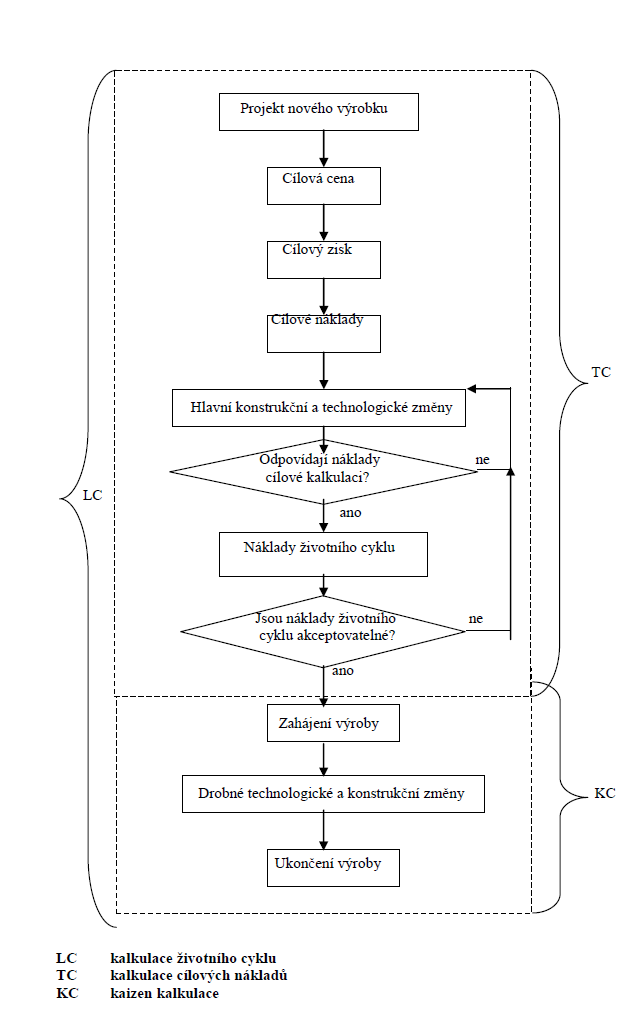 Projekt nového výrobku
Cílová cena
Cílový zisk
Cílové náklady
TC
Hlavní konstrukční a technologické změny
Odpovídají náklady
cílové kalkulaci?
ne
LC
ano
Náklady životního cyklu
Jsou náklady životního
cyklu akceptovatelné?
ne
ano
Zahájení výroby
Drobné technologické a konstrukční změny
KC
Ukončení výroby
LC kalkulace životního cyklu
TC kalkulace cílových nákladů
KC kaizen kalkulace